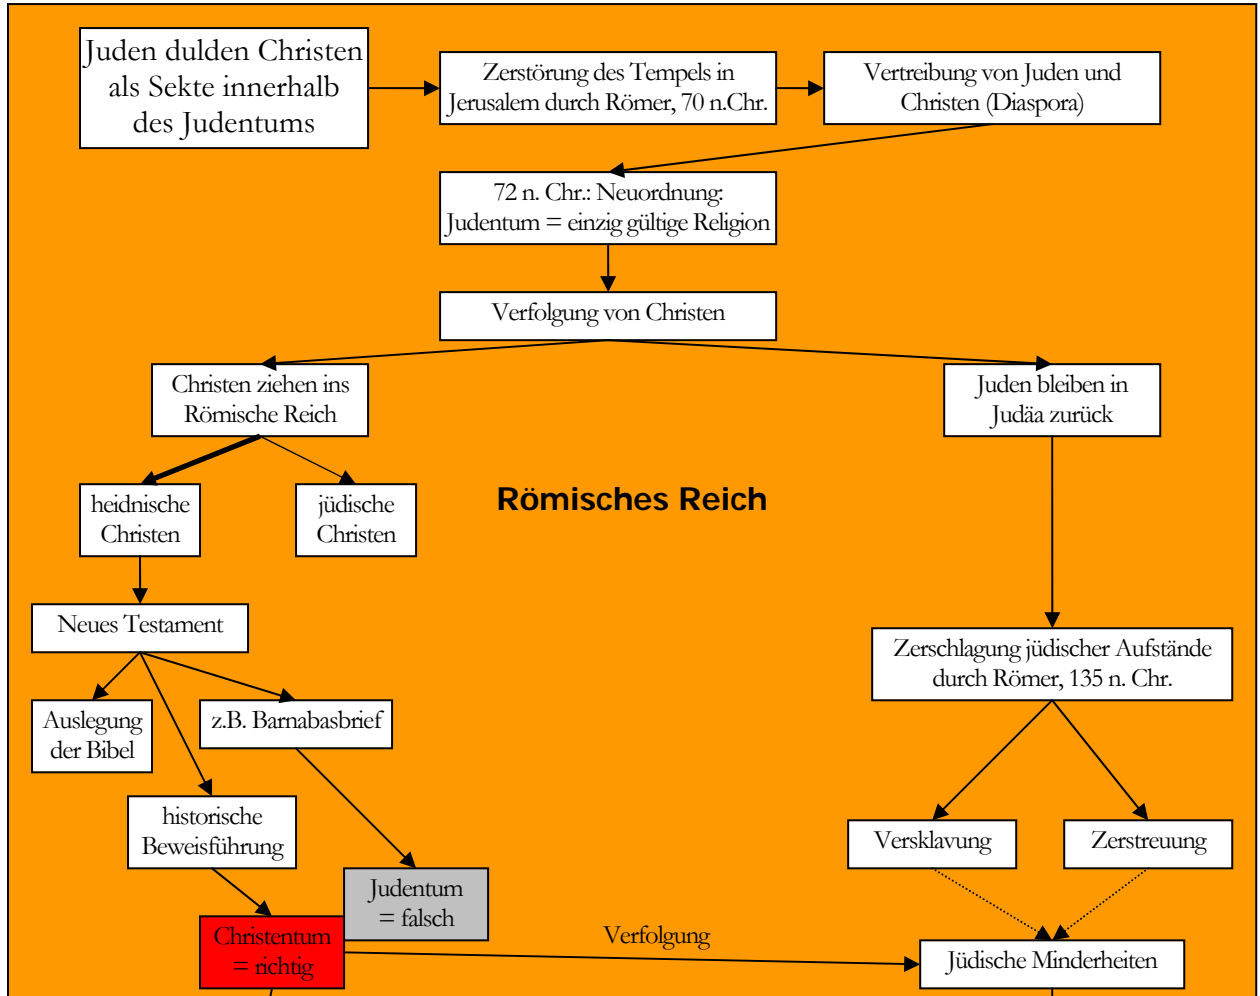 Juden dulden Christen
als Sekte innerhalb
des Judentums
Zerstörung des Tempels in
Jerusalem durch Römer, 70 n.Chr.
Vertreibung von Juden und
Christen (Diaspora)
72 n. Chr.: Neuordnung:
Judentum = einzig gültige Religion
Verfolgung von Christen
Christen ziehen ins
Römische Reich
Juden bleiben in
Judäa zurück
heidnische
Christen
jüdische
Christen
Römisches Reich
Neues Testament
Zerschlagung jüdischer Aufstände
durch Römer, 135 n. Chr.
Auslegung
der Bibel
z.B. Barnabasbrief
historische
Beweisführung
Versklavung
Zerstreuung
Judentum
= falsch
Christentum
= richtig
Verfolgung
Jüdische Minderheiten